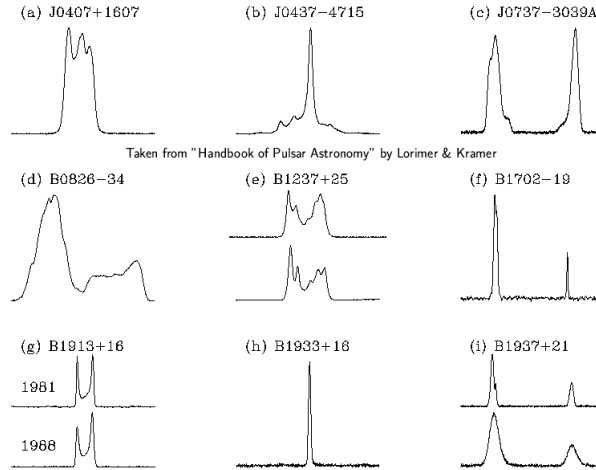 (a) J0407+1607
(b) J0437−4715
(c) J0737−3039A
Taken from "Handbook of Pulsar Astronomy" by Lorimer & Kramer
(d) B0826−34
(e) B1237+25
(f) B1702−19
(g) B1913+16
1981
1988
(h) B1933+16
(i) B1937+21